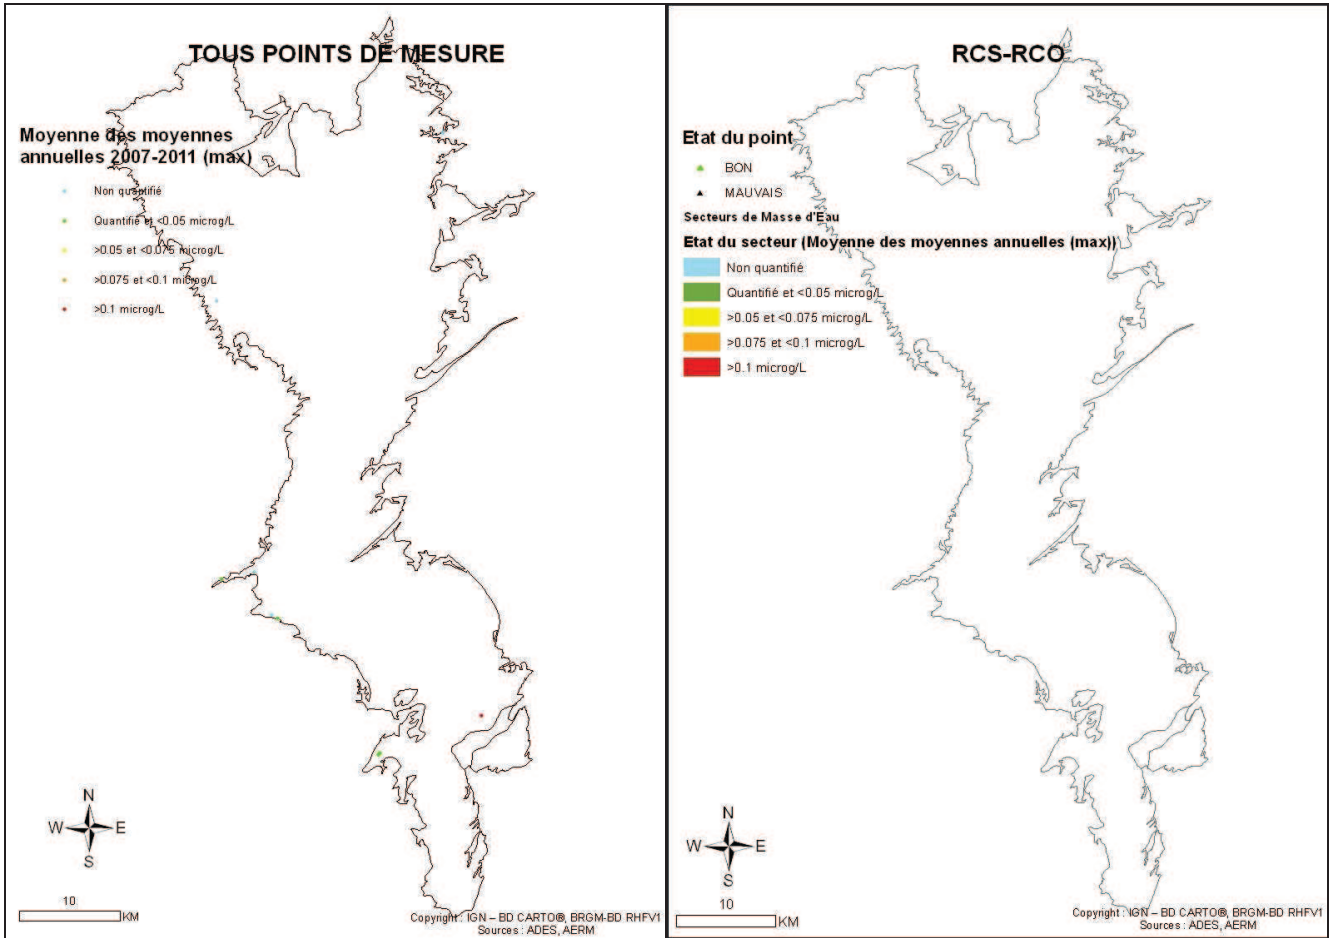 TOUS POINTS DE MESURE
Moyenne des moyennes
annuelles 2007-2011 (max)
Non quantifié
Quantifié et <0.05 microg/L
>0.05 et <0.075 microg/L
>0.075 et <0.1 microg/L
>0.1 microg/L
N
W E
S
10
KM
Copyright : IGN – BD CARTO®, BRGM-BD RHFV1
Sources : ADES, AERM
RCS-RCO
Etat du point
BON
MAUVAIS
Secteurs de Masse d'Eau
Etat du secteur (Moyenne des moyennes annuelles (max))
Non quantifié
Quantifié et <0.05 microg/L
>0.05 et <0.075 microg/L
>0.075 et <0.1 microg/L
>0.1 microg/L
N
W E
S
10
KM
Copyright : IGN – BD CARTO®, BRGM-BD RHFV1
Sources : ADES, AERM